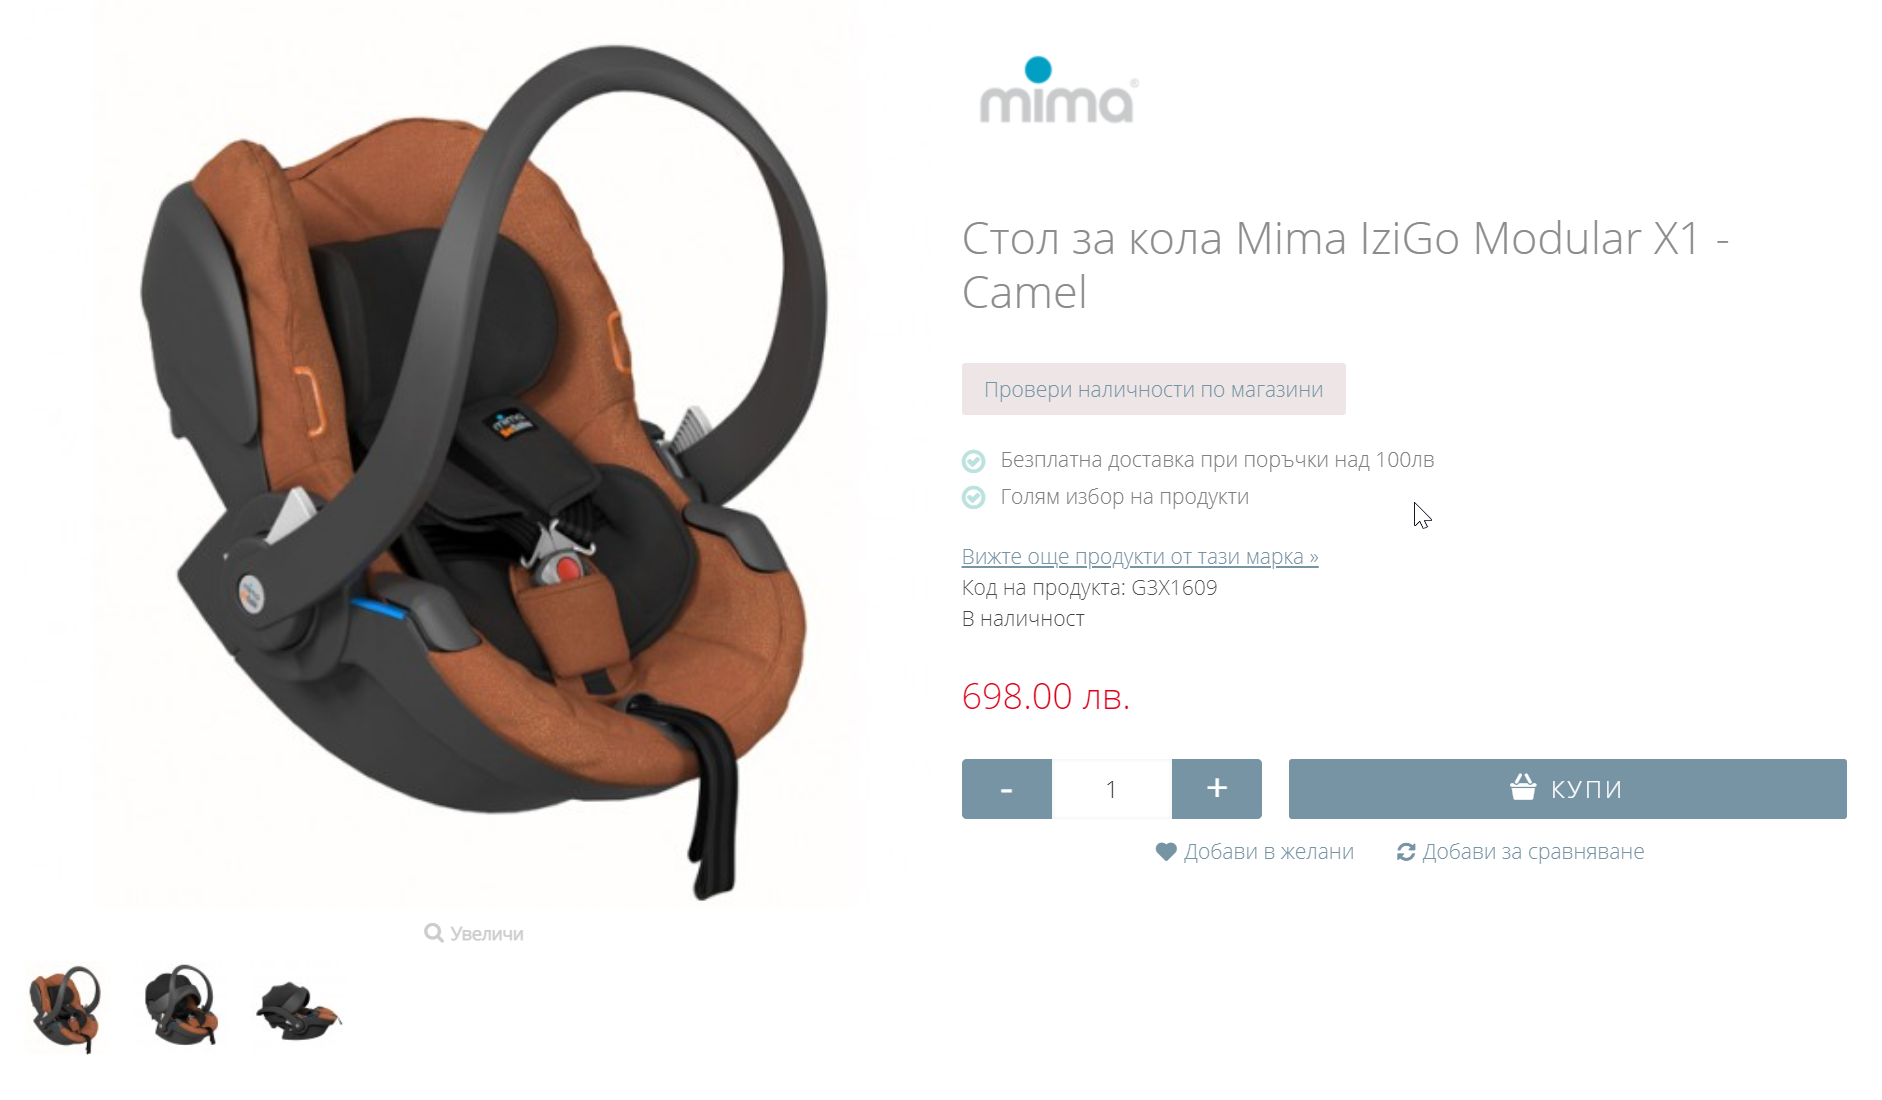 mima®
Стол за кола Mima IziGo Modular X1 -
Camel
Провери наличности по магазини
Безплатна доставка при поръчки над 100лв
Голям избор на продукти
Вижте още продукти от тази марка »
Код на продукта: G3X1609
В наличност
698.00 лв.
- 1 + КУПИ
Добави в желани Добави за сравняване
mima
Увеличи